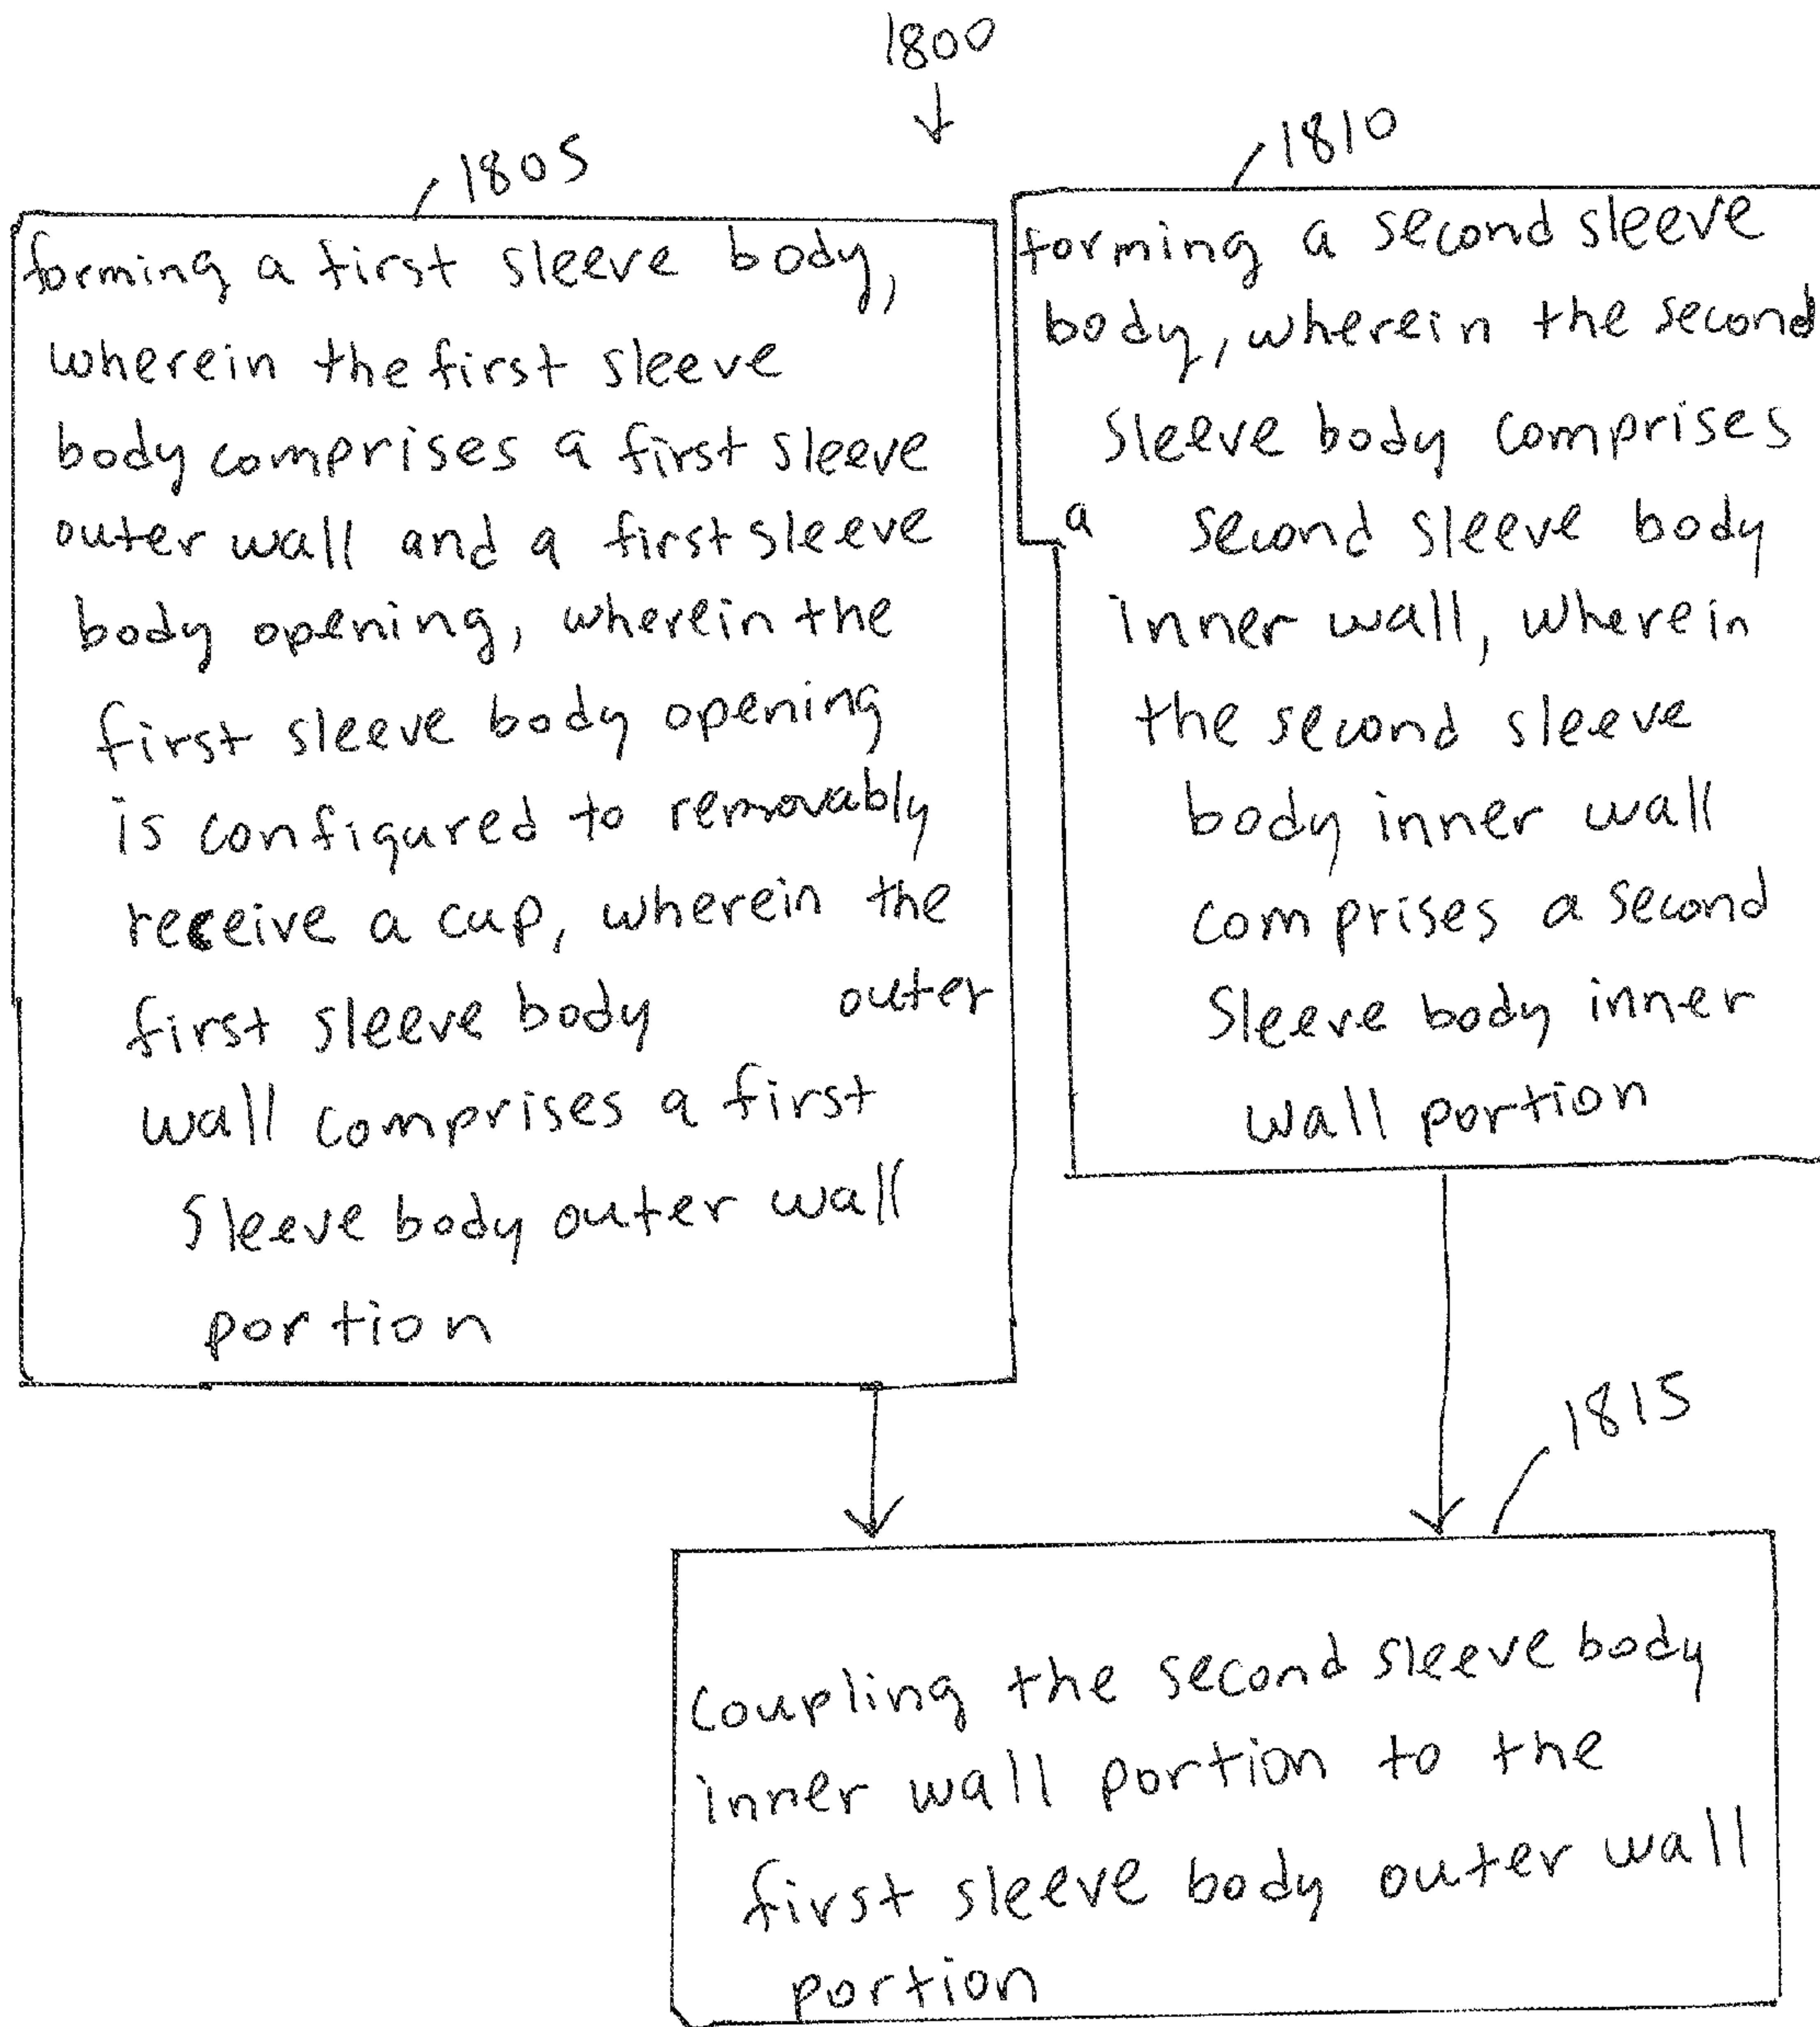 1800
1805
forming a first sleeve body,
wherein the first sleeve
body comprises a first sleeve
outer wall and a first sleeve
body opening, wherein the
first sleeve body opening
is configured to removably
receive a cup, wherein the
first sleeve body outer
wall comprises a first
sleeve body outer wall
portion
1810
forming a second sleeve
body, wherein the second
sleeve body comprises
a second sleeve body
inner wall, wherein
the second sleeve
body inner wall
comprises a second
sleeve body inner
wall portion
1815
coupling the second sleeve body
inner wall portion to the
first sleeve body outer wall
portion